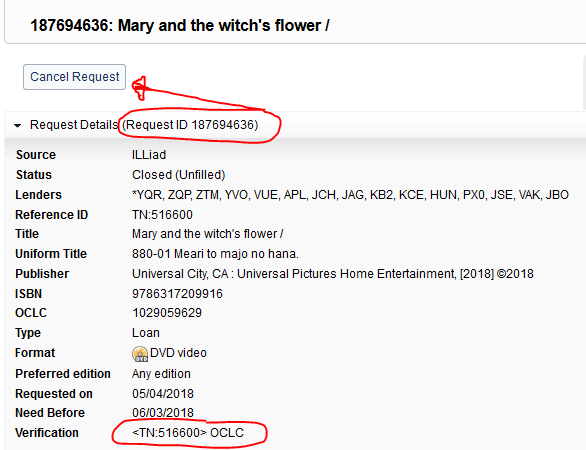 187694636: Mary and the witch's flower /
Cancel Request
Request Details (Request ID 187694636)
Source ILLiad
Status Closed (Unfilled)
Lenders *YQR, ZQP, ZTM, YVO, VUE, APL, JCH, JAG, KB2, KCE, HUN, PX0, JSE, VAK, JBO
Reference ID TN:516600
Title Mary and the witch's flower /
Uniform Title 880-01 Meari to majo no hana.
Publisher Universal City, CA : Universal Pictures Home Entertainment, [2018] ©2018
ISBN 9786317209916
OCLC 1029059629
Type Loan
Format DVD DVD video
Preferred edition Any edition
Requested on 05/04/2018
Need Before 06/03/2018
Verification <TN:516600> OCLC